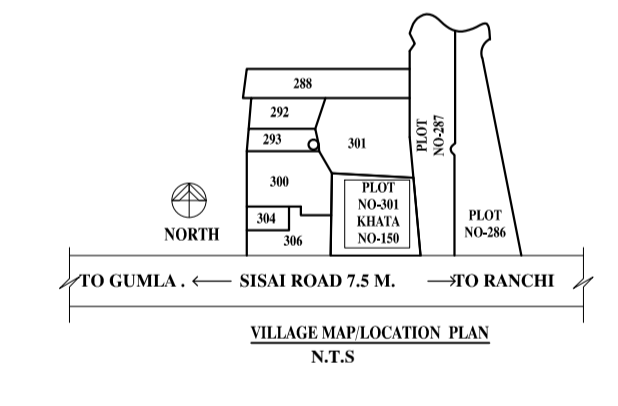 288
292
293
301
PLOT
NO-287
300
PLOT
NO-301
KHATA
NO-150
304
306
PLOT
NO-286
NORTH
TO GUMLA .
SISAI ROAD 7.5 M.
TO RANCHI
VILLAGE MAP/LOCATION PLAN
N.T.S